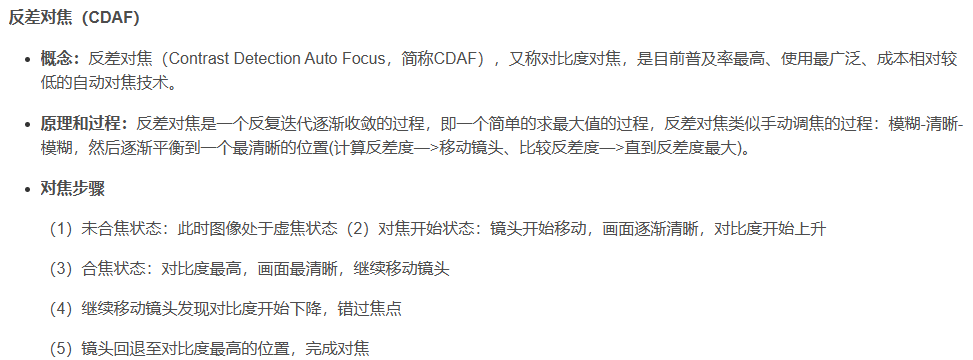 反差对焦（CDAF）
概念：反差对焦（Contrast Detection Auto Focus，简称CDAF），又称对比度对焦，是目前普及率最高、使用最广泛、成本相对较
低的自动对焦技术。
原理和过程：反差对焦是一个反复迭代逐渐收敛的过程，即一个简单的求最大值的过程，反差对焦类似手动调焦的过程：模糊-清晰-
模糊，然后逐渐平衡到一个最清晰的位置(计算反差度—>移动镜头、比较反差度—>直到反差度最大)。
对焦步骤
（1）未合焦状态：此时图像处于虚焦状态（2）对焦开始状态：镜头开始移动，画面逐渐清晰，对比度开始上升
（3）合焦状态：对比度最高，画面最清晰，继续移动镜头
（4）继续移动镜头发现对比度开始下降，错过焦点
（5）镜头回退至对比度最高的位置，完成对焦